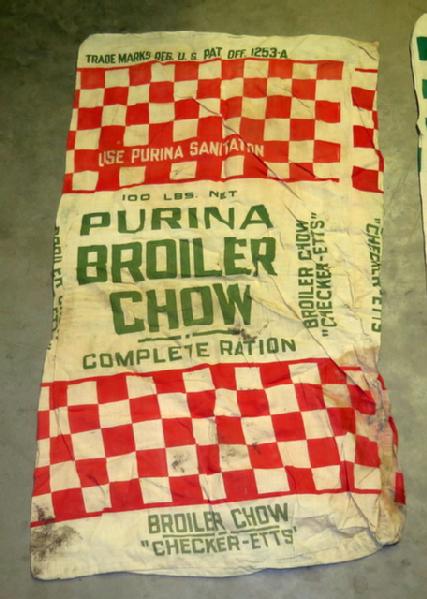 TRADE MARKS REG. U. S. PAT. OFF. 1253-A
USE PURINA SANITATION
100 LBS. NET
PURINA
BROILER
CHOW
COMPLETE RATION
BROILER CHOW
"CHECKER-ETTS"
"CHECKER-ETTS
BROILER CHOW
"CHECKER-ETTS"